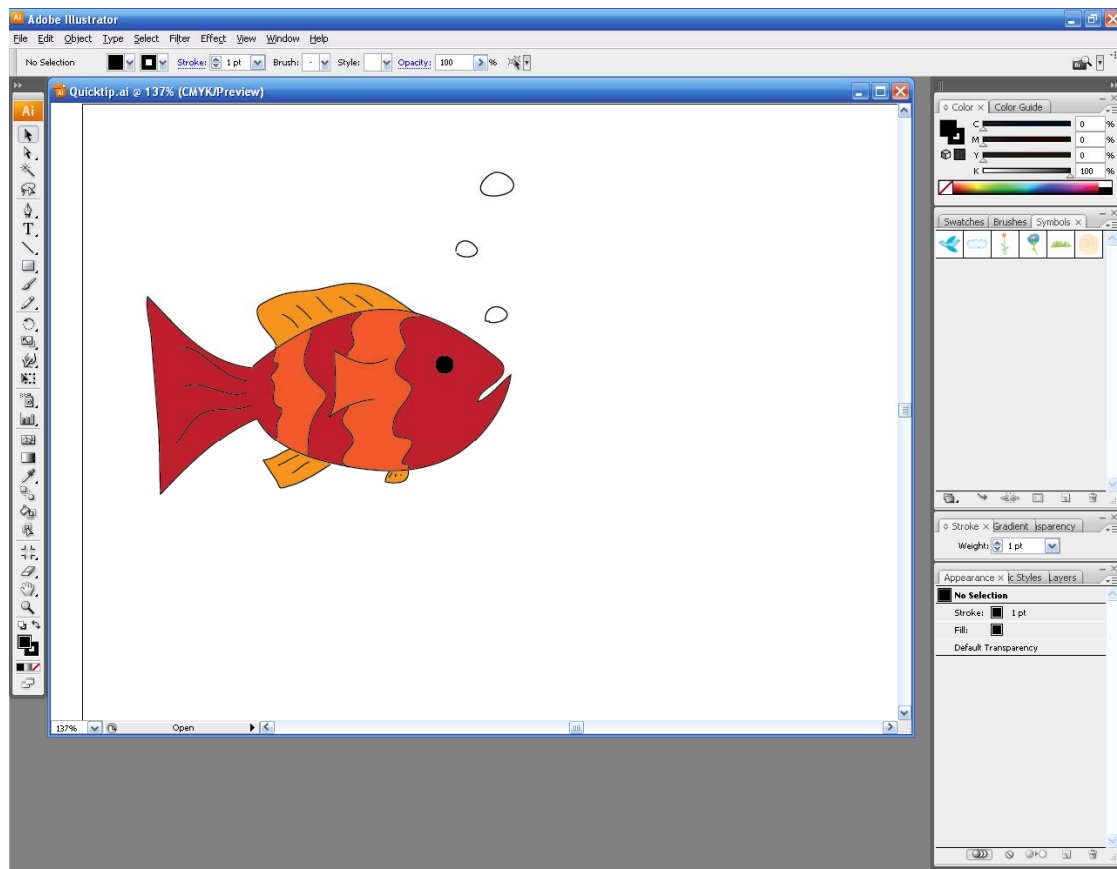 Ai Adobe Illustrator
File Edit Object Type Select Filter Effect View Window Help
No Selection Stroke: 1 pt Brush: - Style: Opacity: 100 %
Quicktip.ai @ 137% (CMYK/Preview)
Ai
T
137% Open
Color × Color Guide
C 0 %
M 0 %
Y 0 %
K 100 %
Swatches Brushes Symbols ×
Stroke × Gradient sparency
Weight: 1 pt
Appearance × ic Styles Layers
No Selection
Stroke: 1 pt
Fill:
Default Transparency